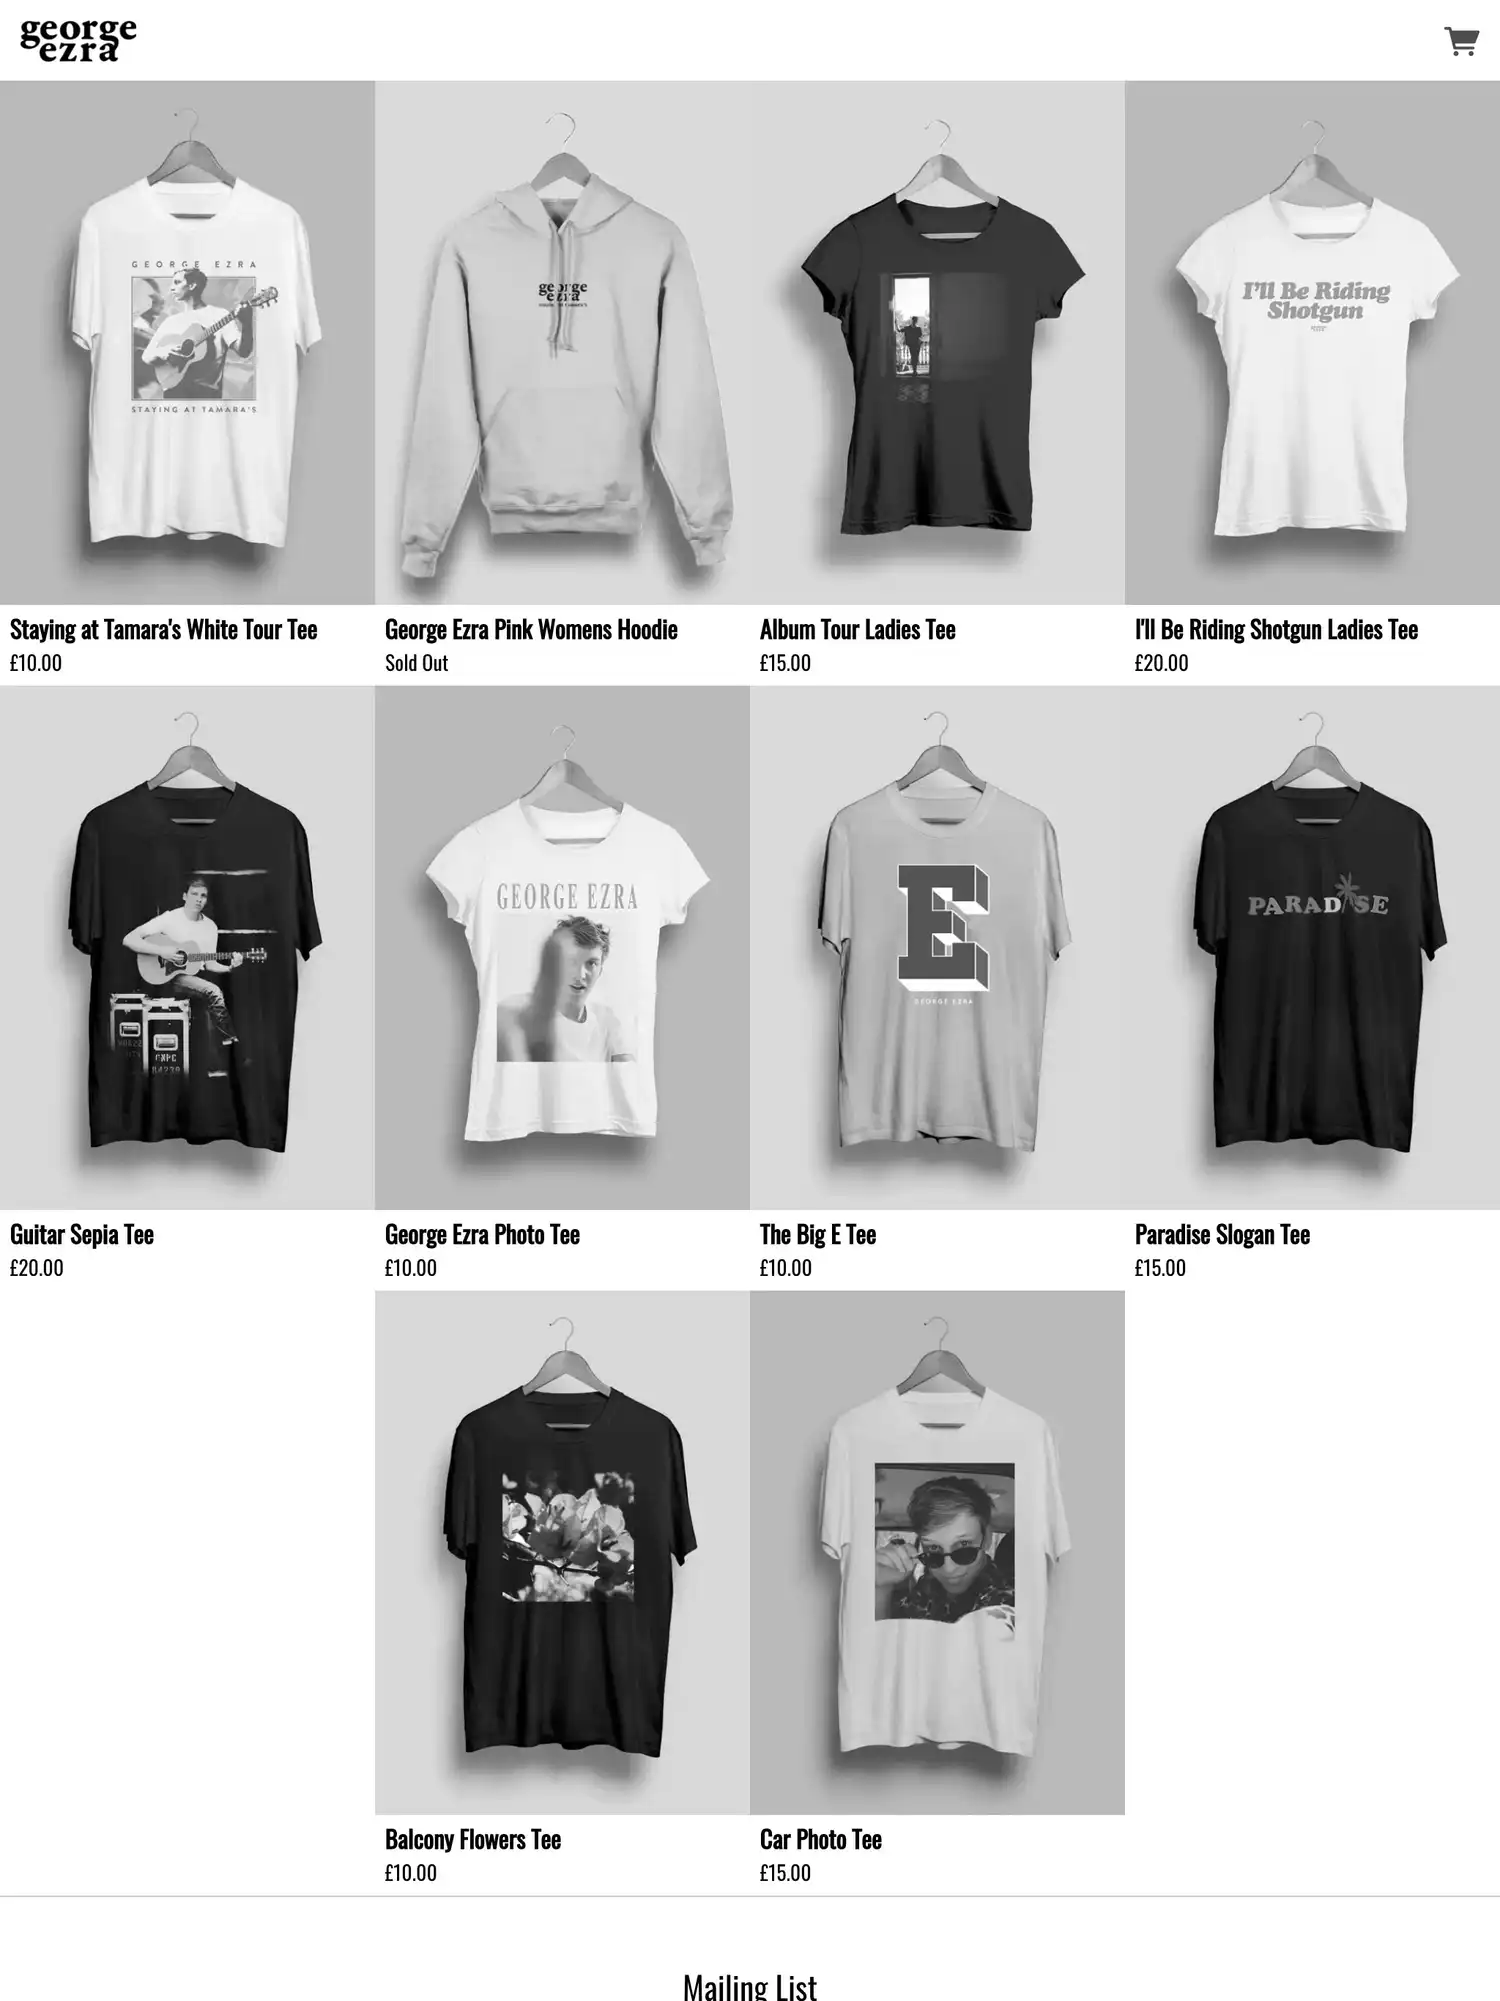 george
ezra
GEORGE EZRA
STAYING AT TAMARA'S
george
ezra
I'll Be Riding
Shotgun
Staying at Tamara's White Tour Tee
£10.00
George Ezra Pink Womens Hoodie
Sold Out
Album Tour Ladies Tee
£15.00
I'll Be Riding Shotgun Ladies Tee
£20.00
GNPC
GEORGE EZRA
E
GEORGE EZRA
PARADISE
Guitar Sepia Tee
£20.00
George Ezra Photo Tee
£10.00
The Big E Tee
£10.00
Paradise Slogan Tee
£15.00
Balcony Flowers Tee
£10.00
Car Photo Tee
£15.00
Mailing List